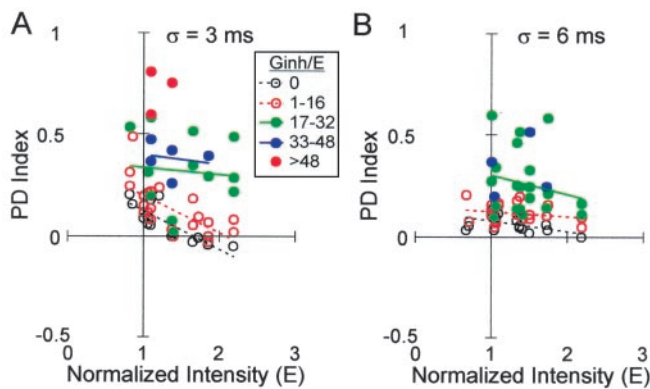 A
σ = 3 ms
PD Index
1
0.5
0
-0.5
0
1
2
3
Normalized Intensity (E)
Ginh/E
0
1-16
17-32
33-48
>48
B
σ = 6 ms
PD Index
1
0.5
0
-0.5
0
1
2
3
Normalized Intensity (E)